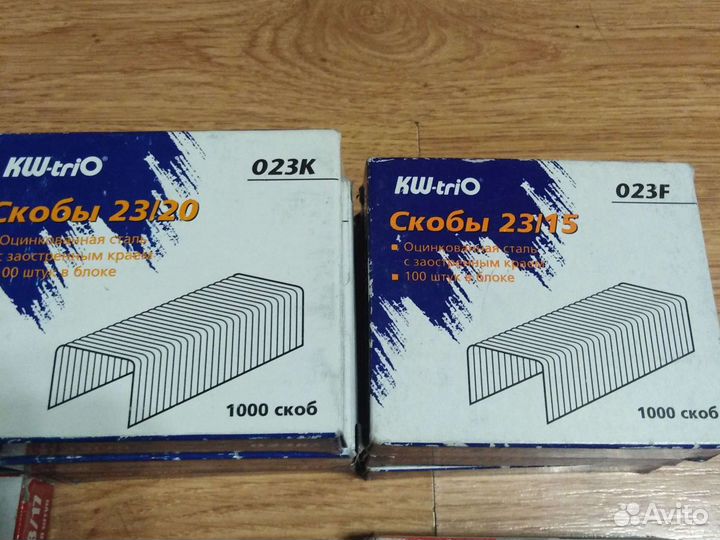 KW-triO
023K
Скобы 23/20
Оцинкованная сталь
с заостренным краем
100 штук в блоке
1000 скоб
KW-triO
023F
Скобы 23/15
Оцинкованная сталь
с заостренным краем
100 штук в блоке
1000 скоб
Avito